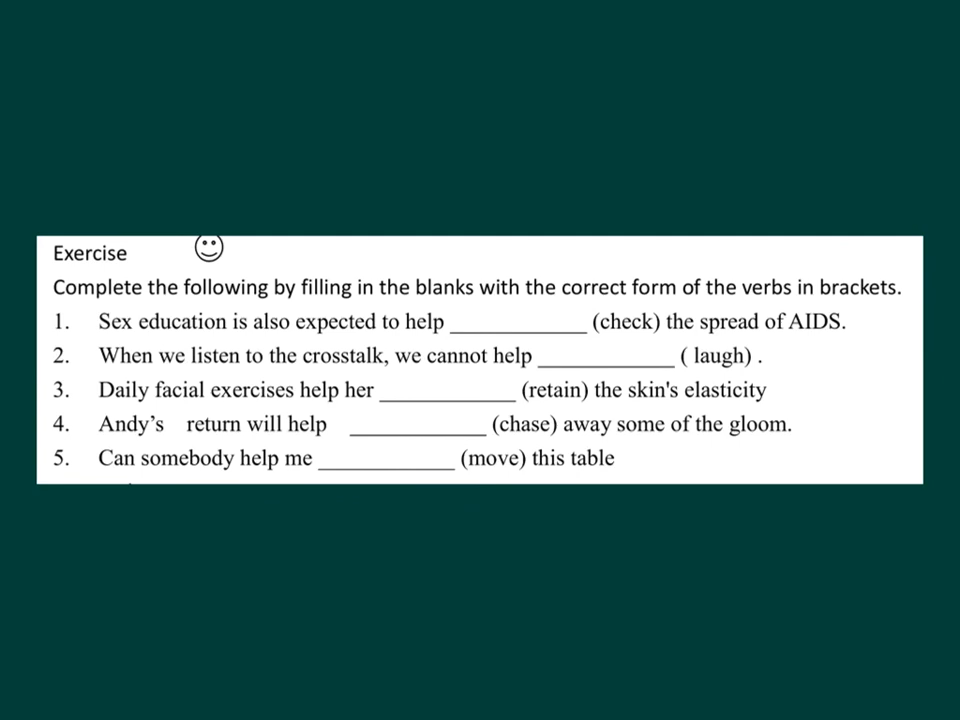 Exercise
Complete the following by filling in the blanks with the correct form of the verbs in brackets.
1. Sex education is also expected to help ____________ (check) the spread of AIDS.
2. When we listen to the crosstalk, we cannot help ____________ ( laugh) .
3. Daily facial exercises help her ____________ (retain) the skin's elasticity
4. Andy’s return will help ____________ (chase) away some of the gloom.
5. Can somebody help me ____________ (move) this table